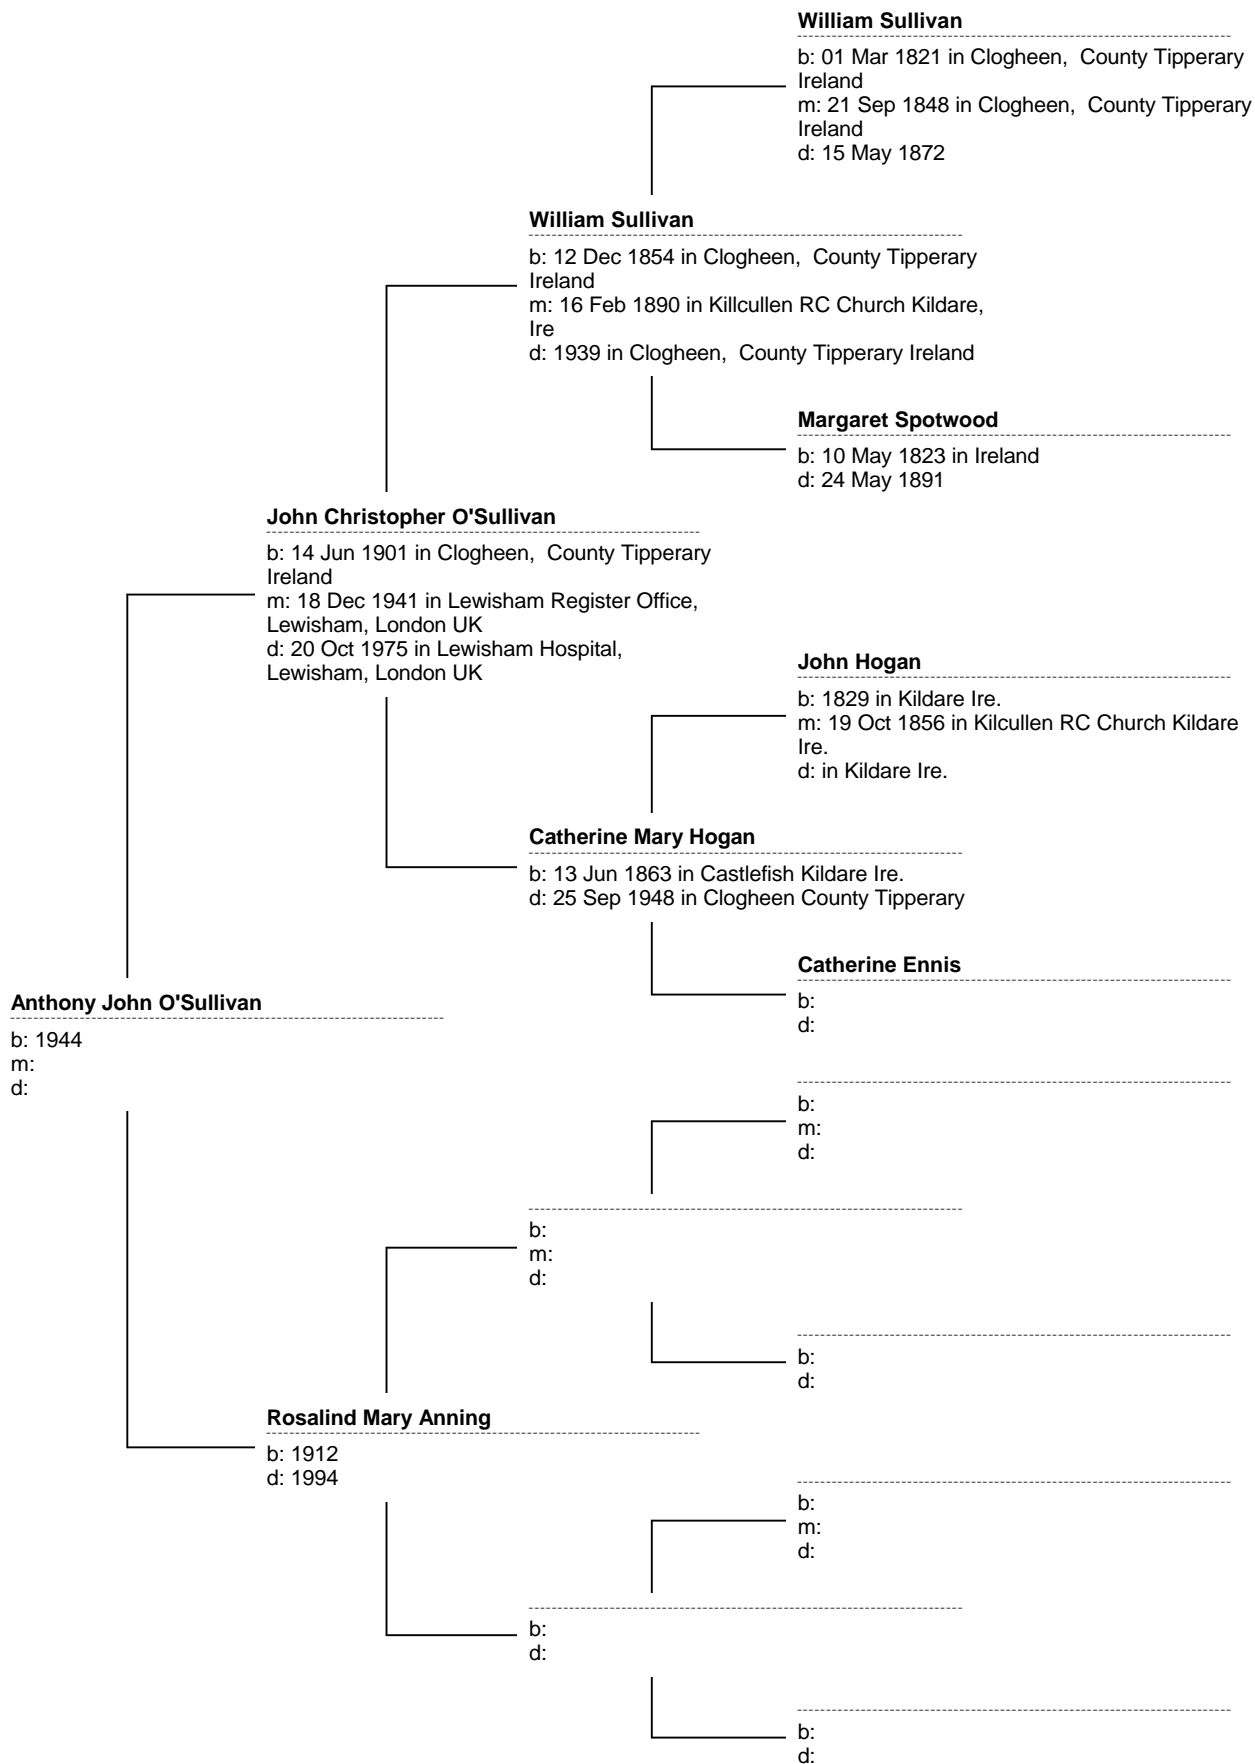 William Sullivan
b: 01 Mar 1821 in Clogheen, County Tipperary
Ireland
m: 21 Sep 1848 in Clogheen, County Tipperary
Ireland
d: 15 May 1872
William Sullivan
b: 12 Dec 1854 in Clogheen, County Tipperary
Ireland
m: 16 Feb 1890 in Killcullen RC Church Kildare,
Ire
d: 1939 in Clogheen, County Tipperary Ireland
Margaret Spotwood
b: 10 May 1823 in Ireland
d: 24 May 1891
John Christopher O'Sullivan
b: 14 Jun 1901 in Clogheen, County Tipperary
Ireland
m: 18 Dec 1941 in Lewisham Register Office,
Lewisham, London UK
d: 20 Oct 1975 in Lewisham Hospital,
Lewisham, London UK
John Hogan
b: 1829 in Kildare Ire.
m: 19 Oct 1856 in Kilcullen RC Church Kildare
Ire.
d: in Kildare Ire.
Catherine Mary Hogan
b: 13 Jun 1863 in Castlefish Kildare Ire.
d: 25 Sep 1948 in Clogheen County Tipperary
Catherine Ennis
b:
d:
Anthony John O'Sullivan
b: 1944
m:
d:
b:
m:
d:
b:
m:
d:
b:
d:
Rosalind Mary Anning
b: 1912
d: 1994
b:
m:
d:
b:
d:
b:
d: